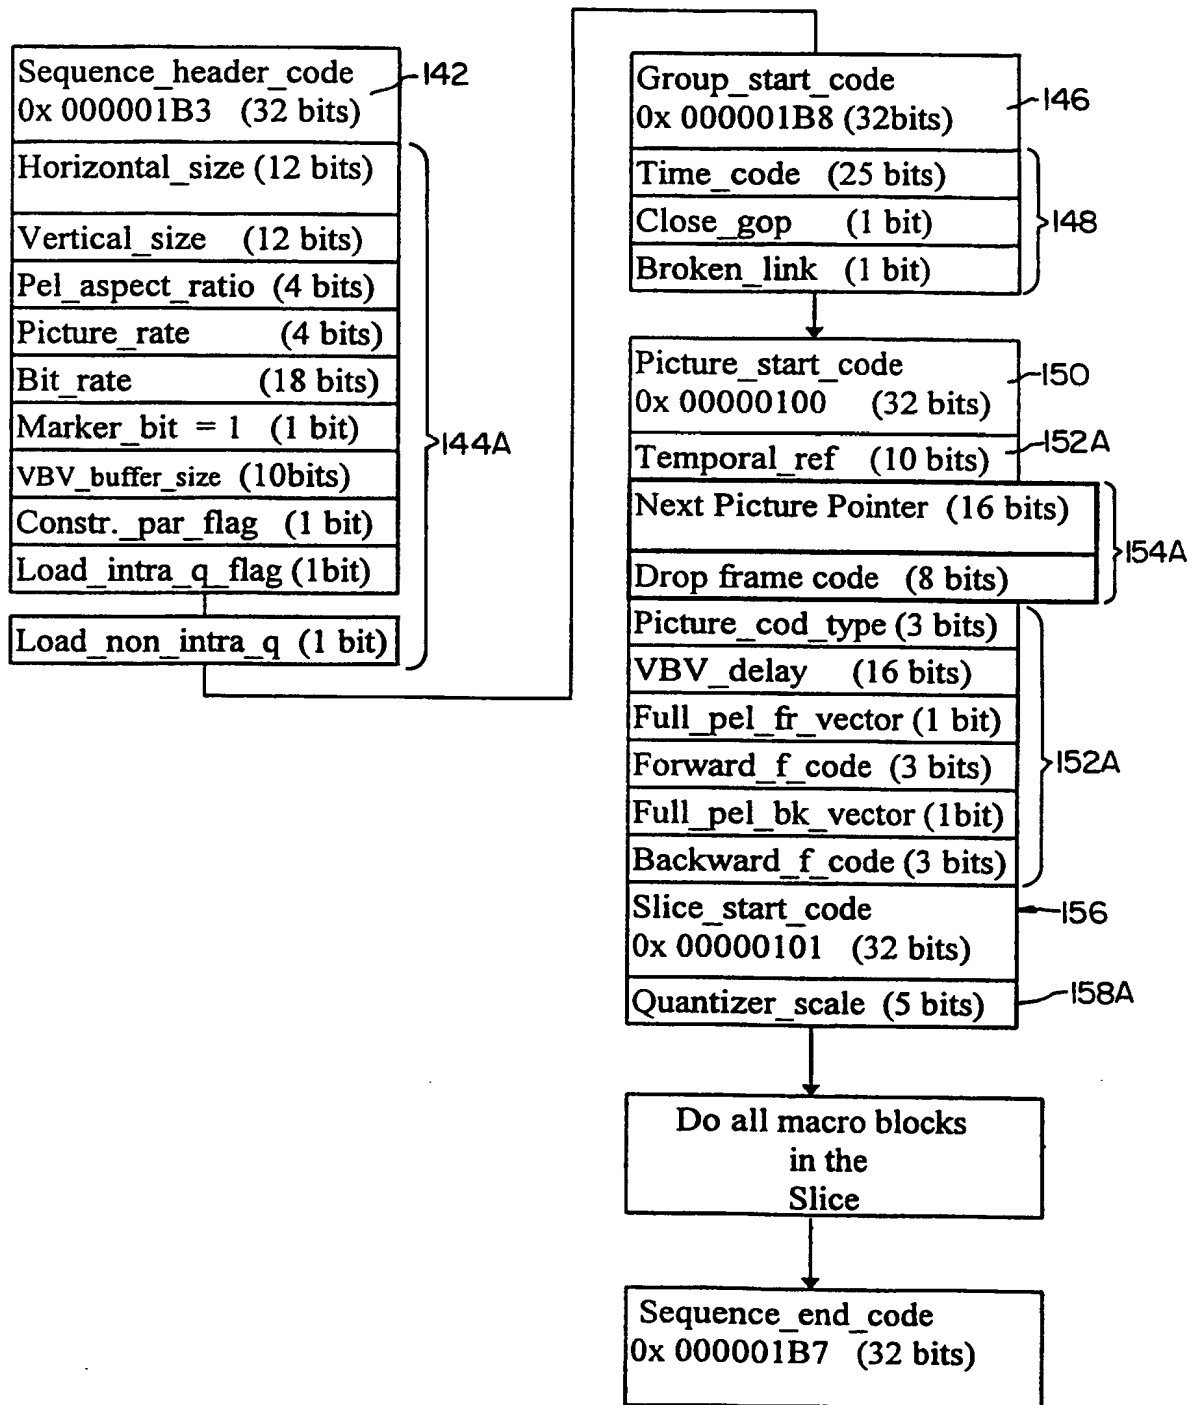 Sequence_header_code
0x 000001B3 (32 bits)
142
Horizontal_size (12 bits)
Vertical_size (12 bits)
Pel_aspect_ratio (4 bits)
Picture_rate (4 bits)
Bit_rate (18 bits)
Marker_bit = 1 (1 bit)
VBV_buffer_size (10bits)
Constr._par_flag (1 bit)
Load_intra_q_flag (1bit)
Load_non_intra_q (1 bit)
144A
Group_start_code
0x 000001B8 (32bits)
146
Time_code (25 bits)
Close_gop (1 bit)
Broken_link (1 bit)
148
Picture_start_code
0x 00000100 (32 bits)
150
Temporal_ref (10 bits)
152A
Next Picture Pointer (16 bits)
Drop frame code (8 bits)
154A
Picture_cod_type (3 bits)
VBV_delay (16 bits)
Full_pel_fr_vector (1 bit)
Forward_f_code (3 bits)
Full_pel_bk_vector (1bit)
Backward_f_code (3 bits)
152A
Slice_start_code
0x 00000101 (32 bits)
156
Quantizer_scale (5 bits)
158A
Do all macro blocks
in the
Slice
Sequence_end_code
0x 000001B7 (32 bits)